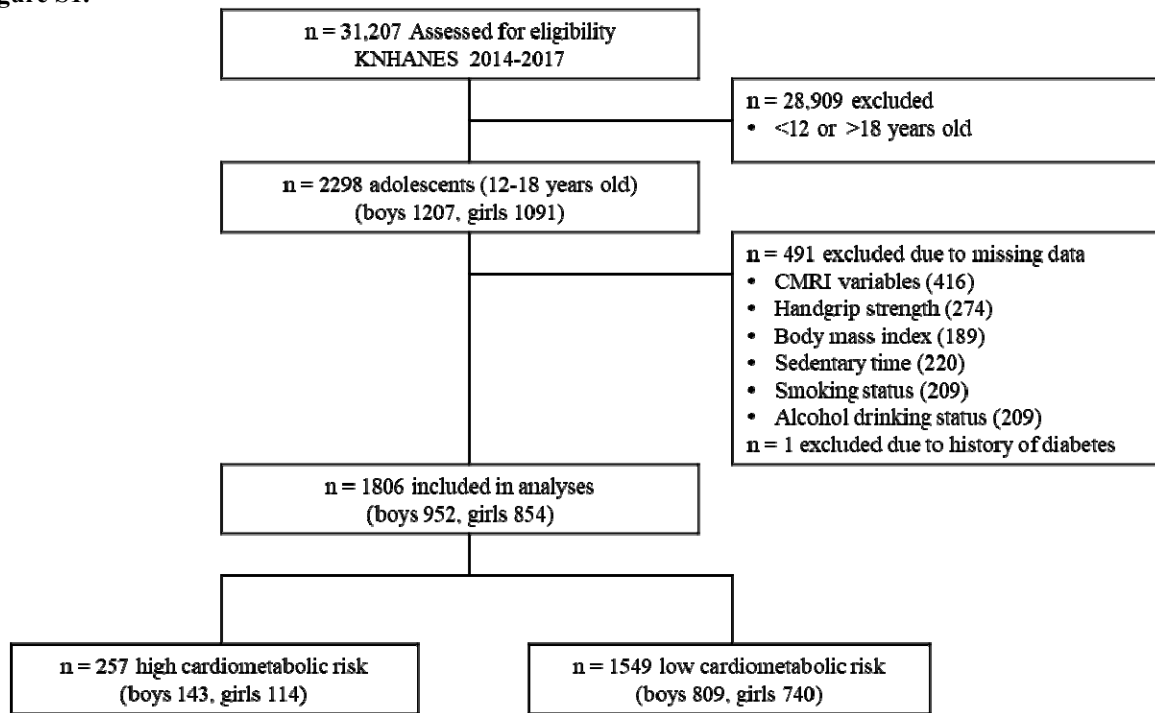 n = 31,207 Assessed for eligibility
KNHANES 2014-2017
n = 28,909 excluded
• <12 or >18 years old
n = 2298 adolescents (12-18 years old)
(boys 1207, girls 1091)
n = 491 excluded due to missing data
• CMRI variables (416)
• Handgrip strength (274)
• Body mass index (189)
• Sedentary time (220)
• Smoking status (209)
• Alcohol drinking status (209)
n = 1 excluded due to history of diabetes
n = 1806 included in analyses
(boys 952, girls 854)
n = 257 high cardiometabolic risk
(boys 143, girls 114)
n = 1549 low cardiometabolic risk
(boys 809, girls 740)